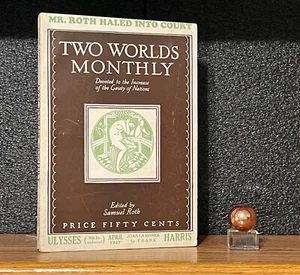 MR. ROTH HALED INTO COURT
TWO WORLDS
MONTHLY
Devoted to the Increase
of the Gaiety of Nations
Edited by
Samuel Roth
PRICE FIFTY CENTS
ULYSSES
APRIL
HARRIS